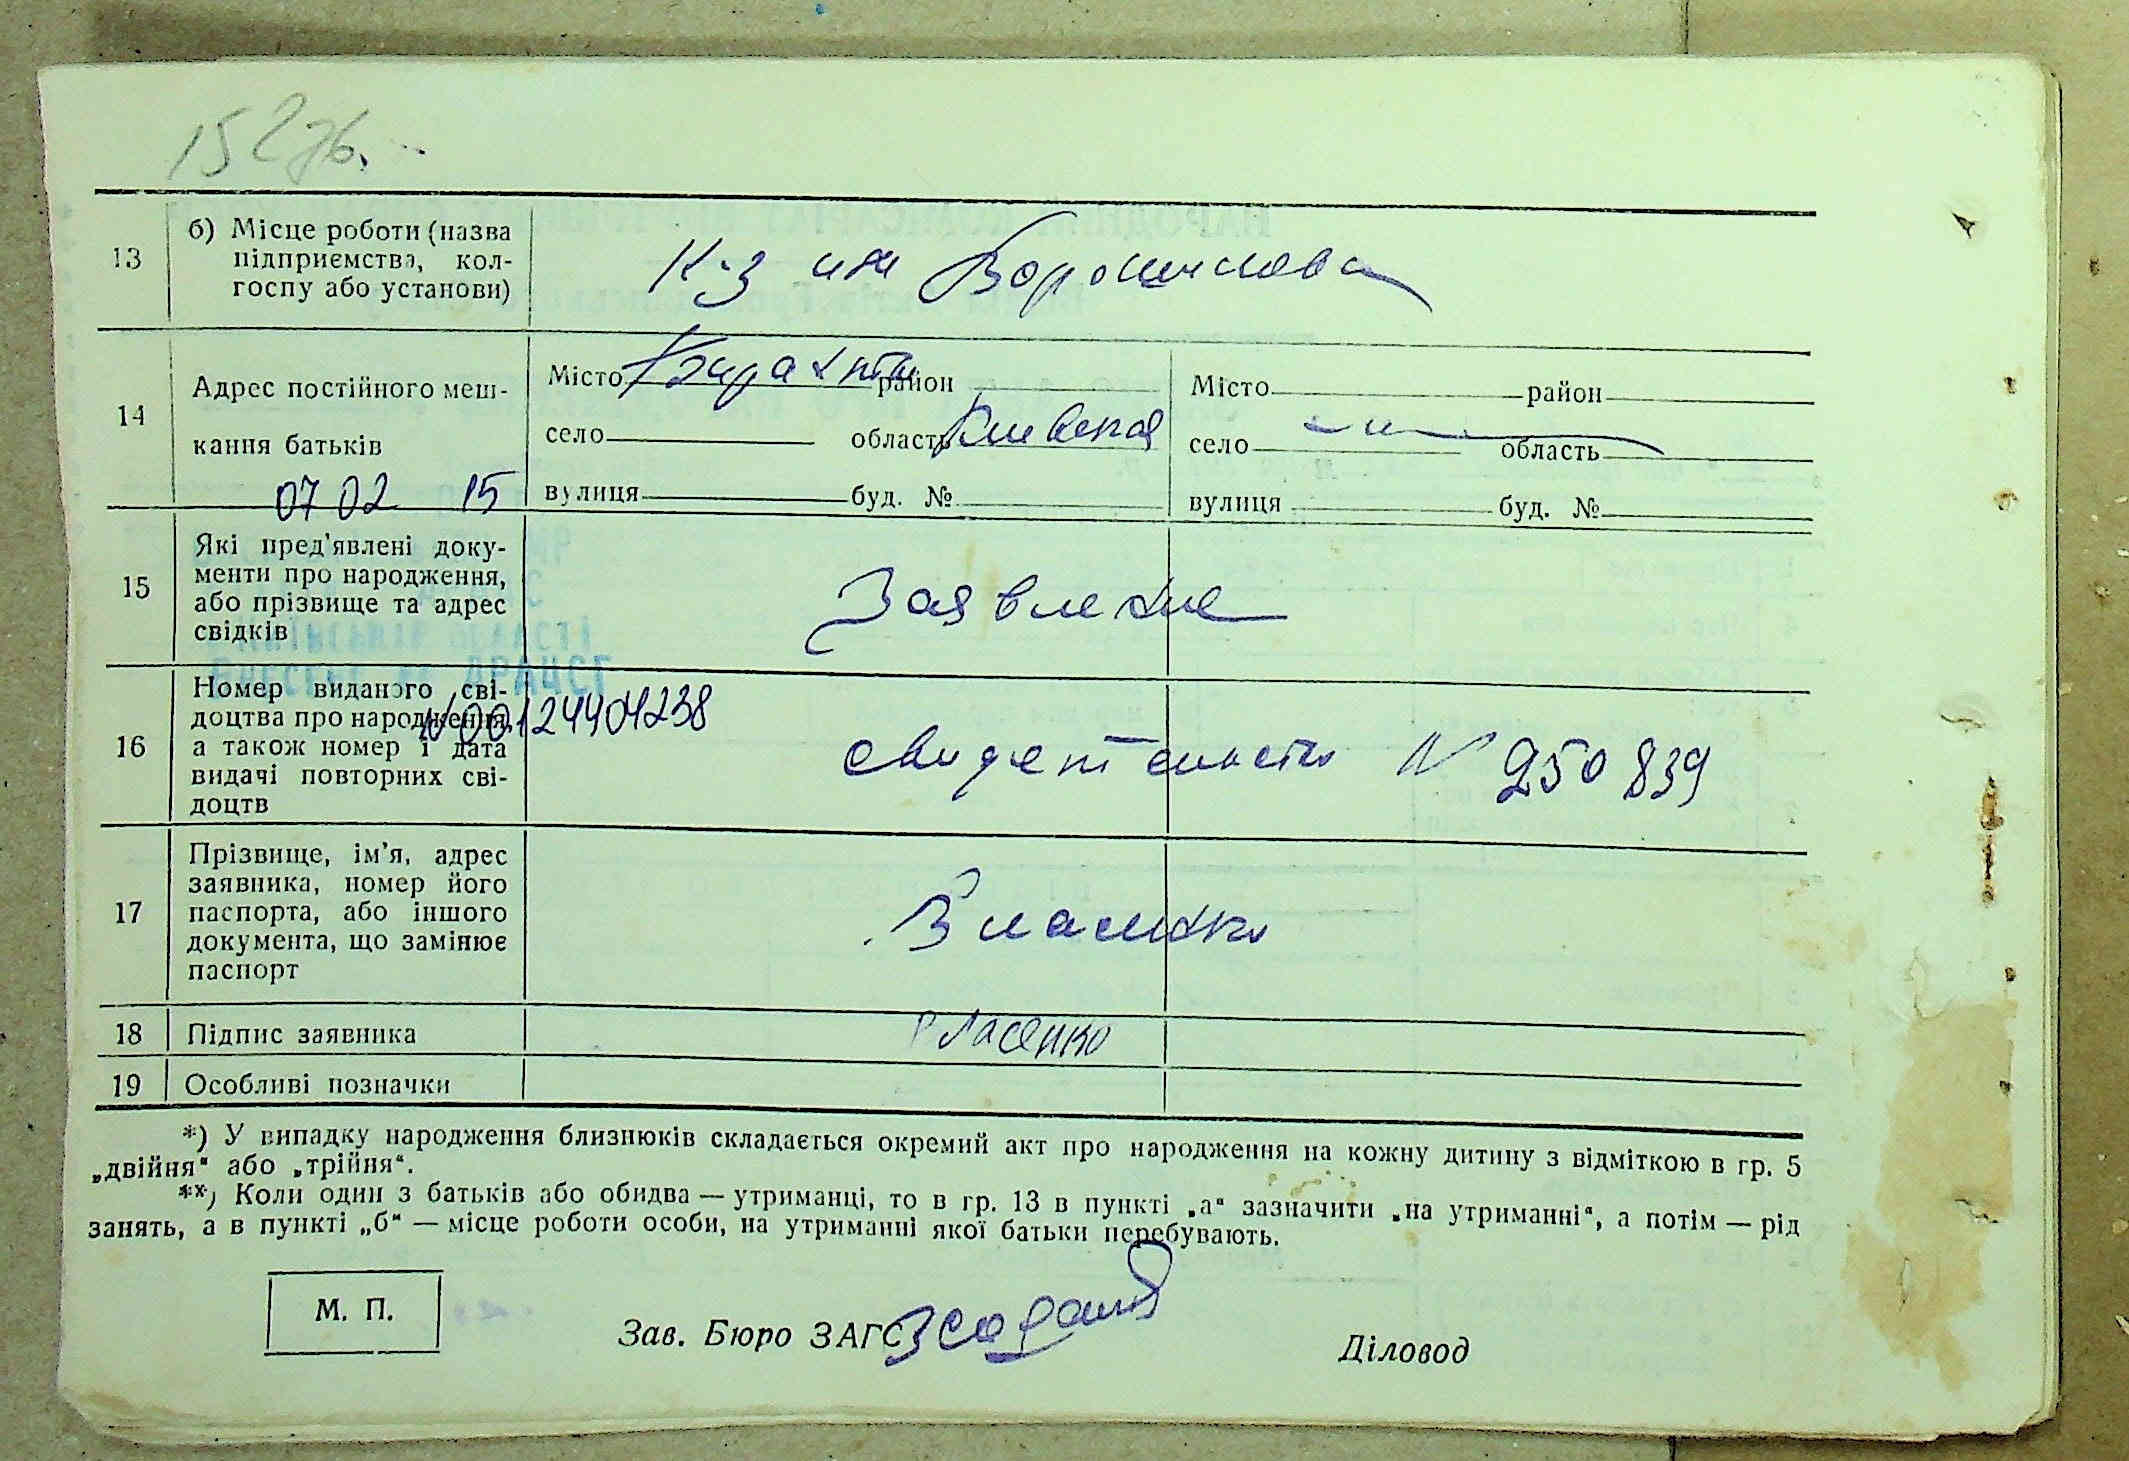 152 зв.
13 б) Місце роботи (назва
підприємства, кол-
госпу або установи)
К-з им Ворошилова
14 Адрес постійного меш-
кання батьків
Місто район
село область Киевская
вулиця буд. №
Місто район
село — " — область
вулиця буд. №
07 02 15
15 Які пред'явлені доку-
менти про народження,
або прізвище та адрес
свідків
Заявление
16 Номер виданого сві-
доцтва про народження,
а також номер і дата
видачі повторних сві-
доцтв
N 00124404238
свидетельство N 950839
17 Прізвище, ім'я, адрес
заявника, номер його
паспорта, або іншого
документа, що замінює
паспорт
Власенко
18 Підпис заявника
Власенко
19 Особливі позначки
*) У випадку народження близнюків складається окремий акт про народження на кожну дитину з відміткою в гр. 5
„двійня" або „трійня".
**) Коли один з батьків або обидва — утриманці, то в гр. 13 в пункті „а" зазначити „на утриманні", а потім — рід
занять, а в пункті „б" — місце роботи особи, на утриманні якої батьки перебувають.
М. П.
Зав. Бюро ЗАГС
Діловод